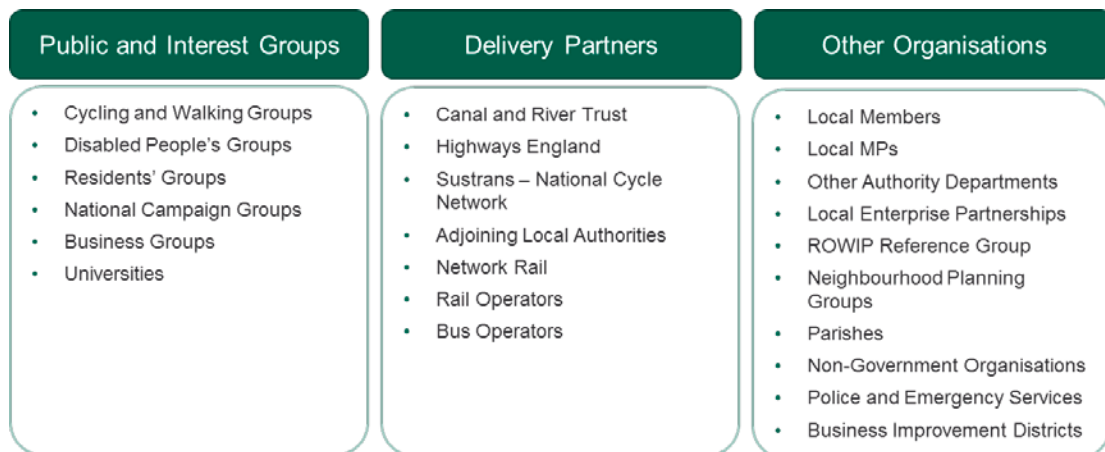 Public and Interest Groups
• Cycling and Walking Groups
• Disabled People's Groups
• Residents' Groups
• National Campaign Groups
• Business Groups
• Universities
Delivery Partners
• Canal and River Trust
• Highways England
• Sustrans – National Cycle
Network
• Adjoining Local Authorities
• Network Rail
• Rail Operators
• Bus Operators
Other Organisations
• Local Members
• Local MPs
• Other Authority Departments
• Local Enterprise Partnerships
• ROWIP Reference Group
• Neighbourhood Planning
Groups
• Parishes
• Non-Government Organisations
• Police and Emergency Services
• Business Improvement Districts